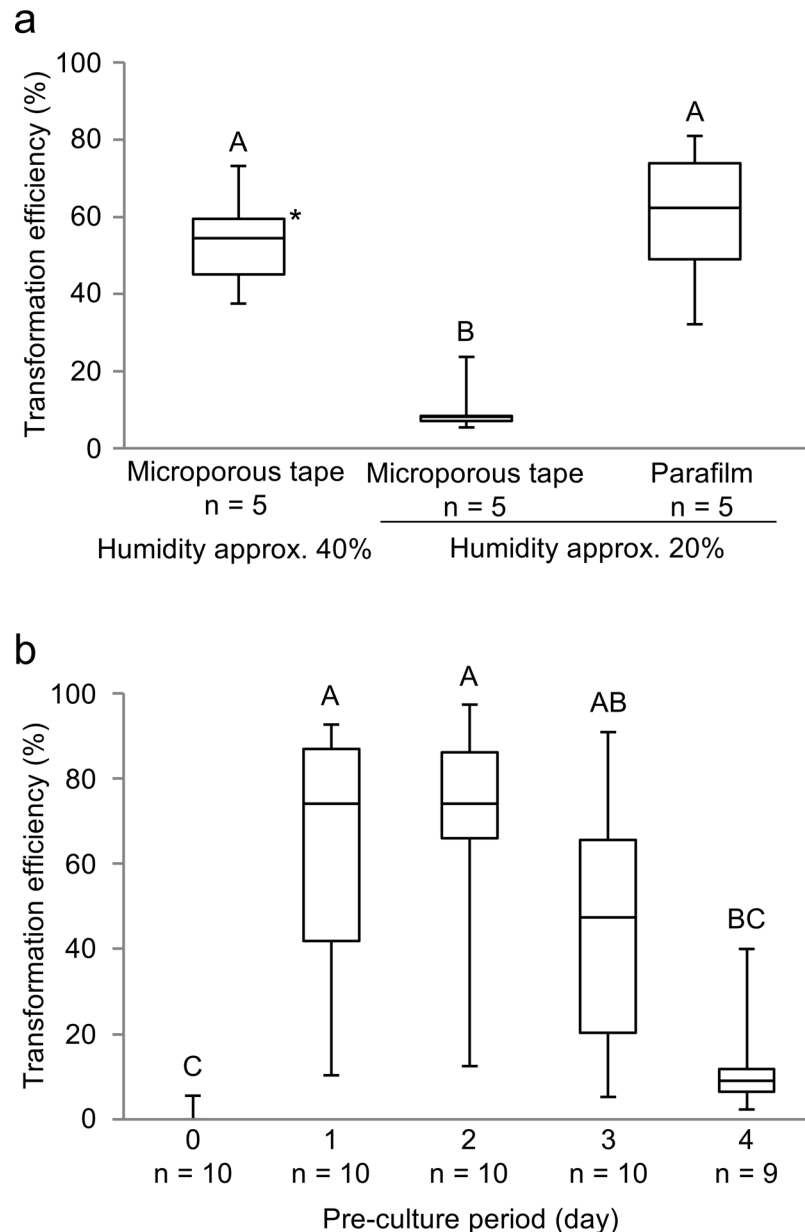 a
Transformation efficiency (%)
100
80
60
40
20
0
A
*
B
A
Microporous tape Microporous tape Parafilm
n = 5 n = 5 n = 5
Humidity approx. 40% Humidity approx. 20%
b
Transformation efficiency (%)
100
80
60
40
20
0
C
A
A
AB
BC
0 1 2 3 4
n = 10 n = 10 n = 10 n = 10 n = 9
Pre-culture period (day)